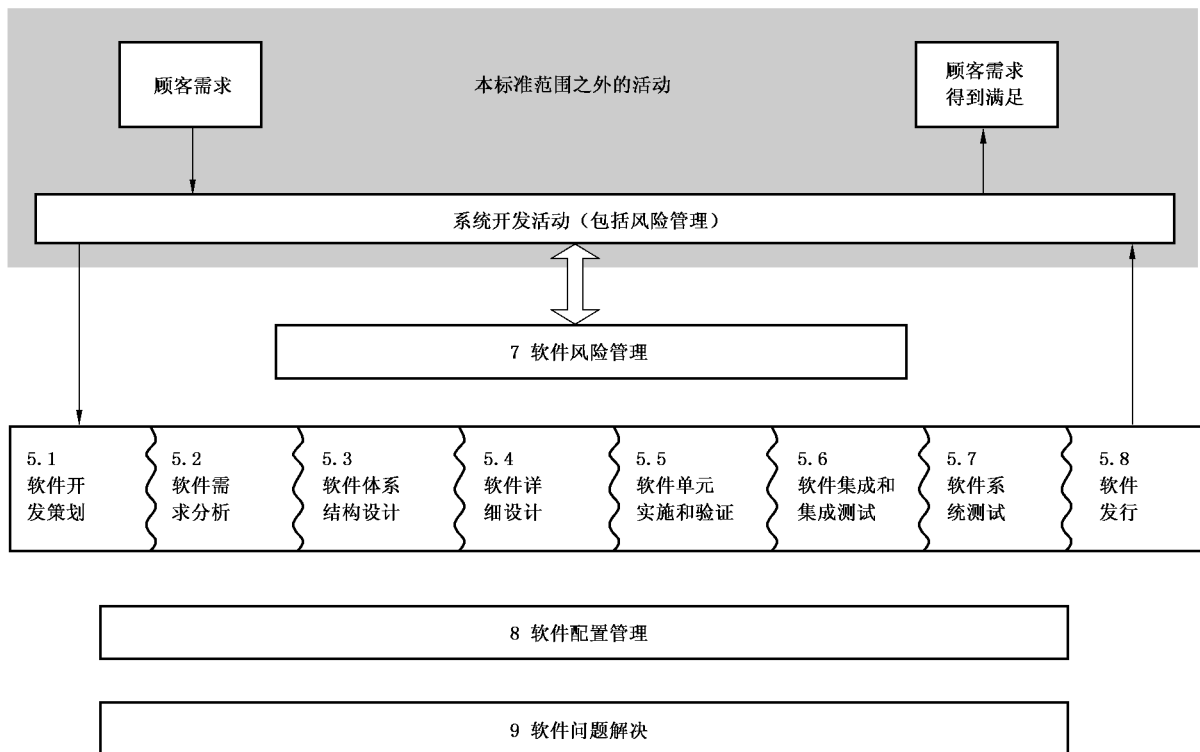 顾客需求
本标准范围之外的活动
顾客需求
得到满足
系统开发活动（包括风险管理）
7 软件风险管理
5.1
软件开
发策划
5.2
软件需
求分析
5.3
软件体系
结构设计
5.4
软件详
细设计
5.5
软件单元
实施和验证
5.6
软件集成和
集成测试
5.7
软件系
统测试
5.8
软件
发行
8 软件配置管理
9 软件问题解决